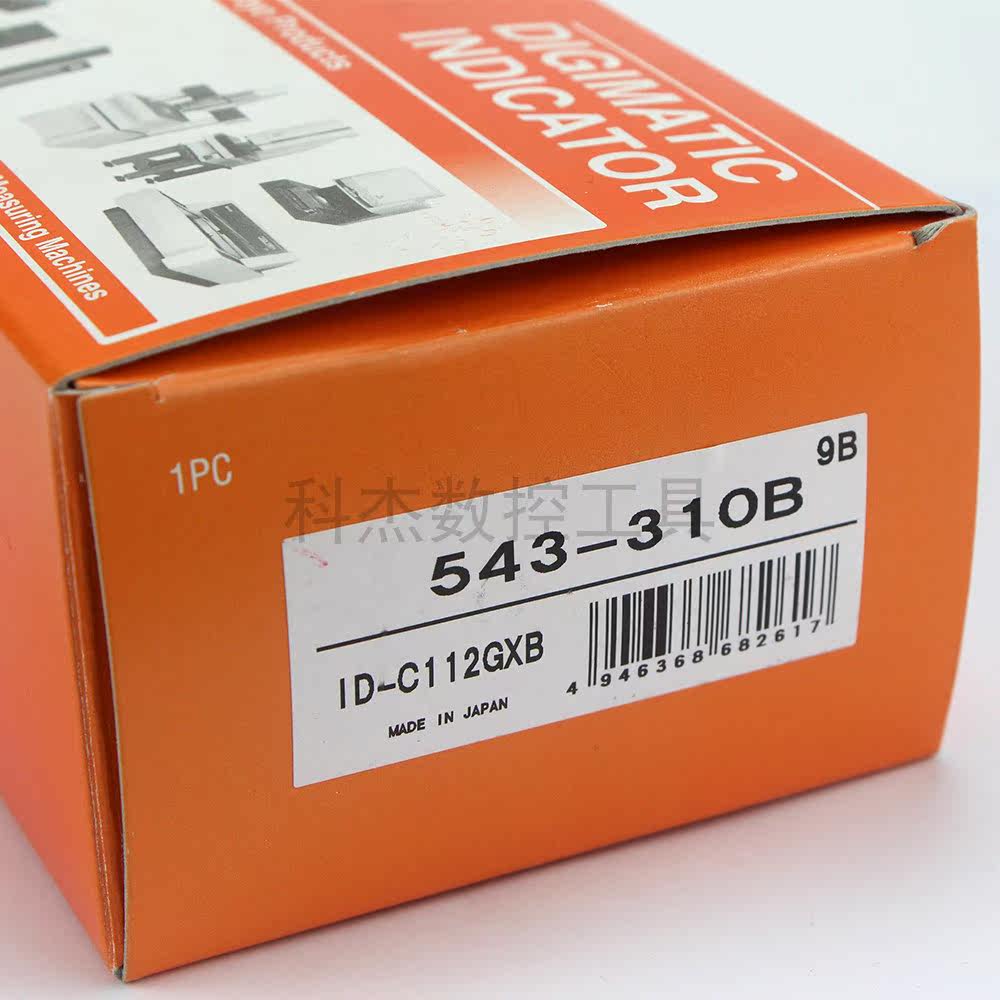 DIGIMATIC
INDICATOR
Products
Measuring Machines
1PC
科杰数控工具
9B
543-310B
ID-C112GXB
MADE IN JAPAN
4 946368 682617